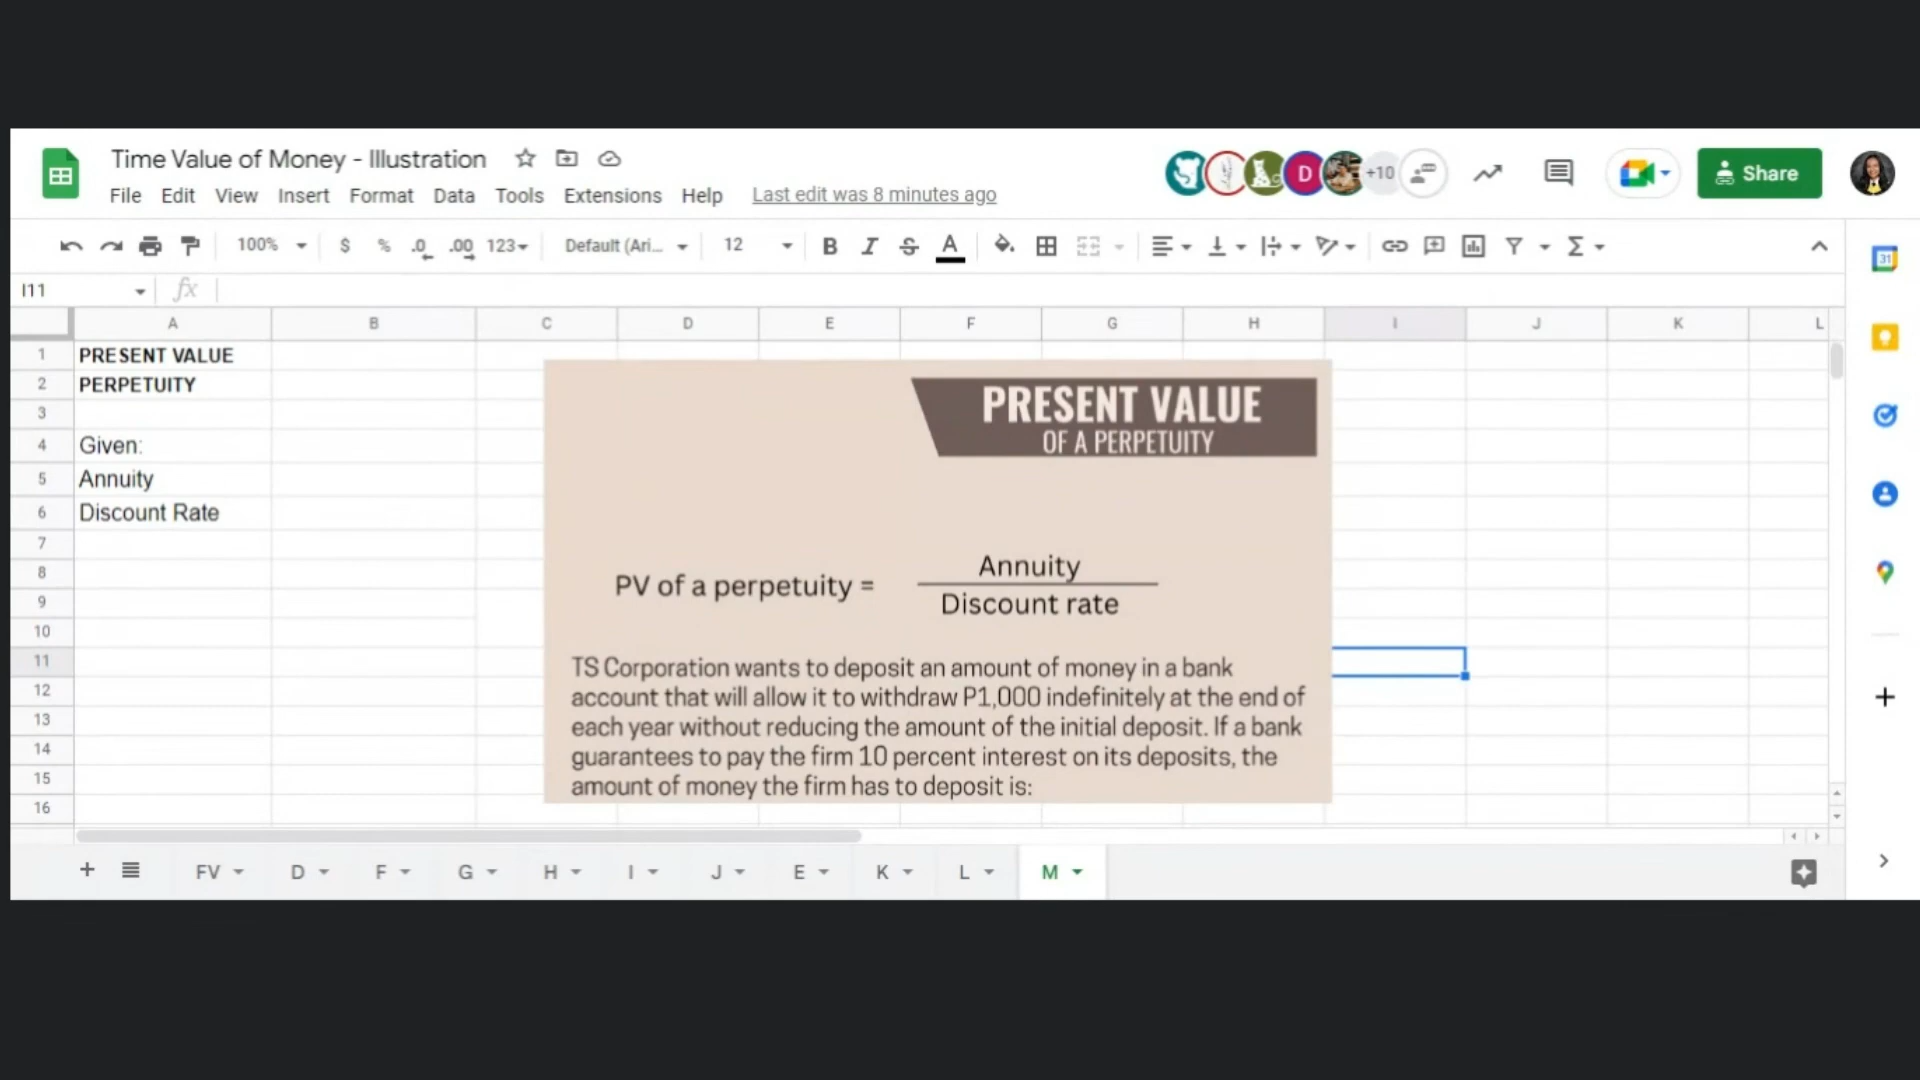 Time Value of Money - Illustration
File Edit View Insert Format Data Tools Extensions Help Last edit was 8 minutes ago
D +10 Share
100% $ % .0 .00 123 Default (Ari... 12 B I S A Σ
I11 fx
A B C D E F G H I J K L
31
1 PRESENT VALUE
2 PERPETUITY
3
4 Given:
5 Annuity
6 Discount Rate
7
8
9
10
11
12
13
14
15
16
PRESENT VALUE
OF A PERPETUITY
PV of a perpetuity =
Annuity
Discount rate
TS Corporation wants to deposit an amount of money in a bank
account that will allow it to withdraw P1,000 indefinitely at the end of
each year without reducing the amount of the initial deposit. If a bank
guarantees to pay the firm 10 percent interest on its deposits, the
amount of money the firm has to deposit is:
+ FV D F G H I J E K L M